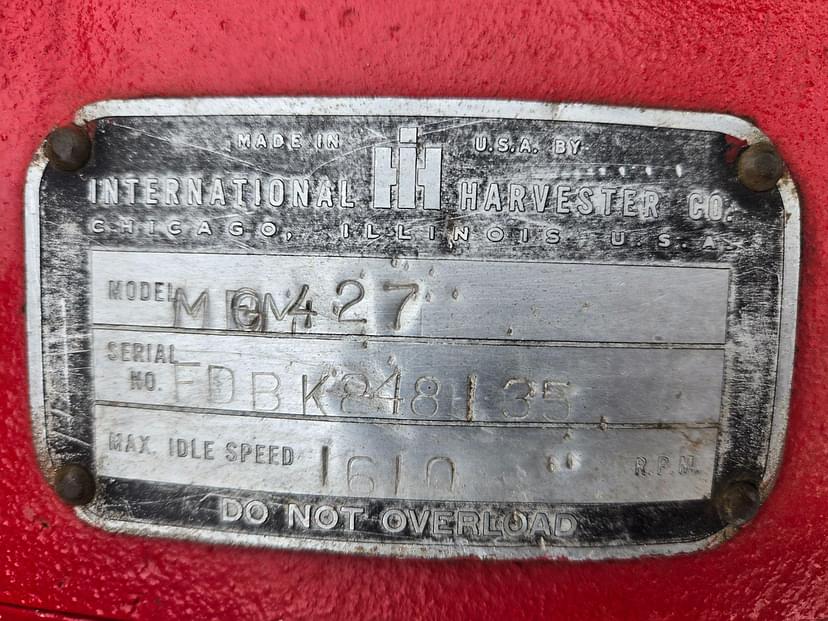 MADE IN IH U.S.A. BY
INTERNATIONAL HARVESTER CO.
CHICAGO, ILLINOIS U.S.A.
MODEL 427
SERIAL
NO.
MAX. IDLE SPEED 1610 R.P.M.
DO NOT OVERLOAD